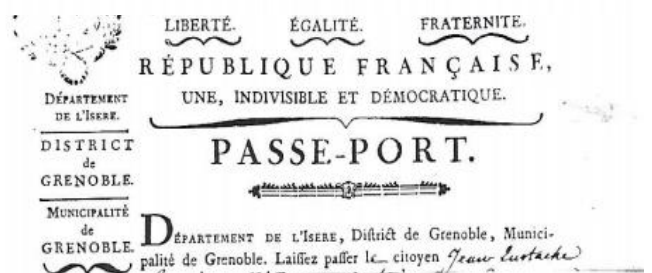 LIBERTÉ. ÉGALITÉ. FRATERNITÉ.
RÉPUBLIQUE FRANÇAISE,
UNE, INDIVISIBLE ET DÉMOCRATIQUE.
DÉPARTEMENT
DE L'ISERE.
DISTRICT
de
GRENOBLE.
MUNICIPALITÉ
de
GRENOBLE.
PASSE-PORT.
DÉPARTEMENT DE L'ISERE, District de Grenoble, Munici-
palité de Grenoble. Laissez passer le citoyen Jean Eustache